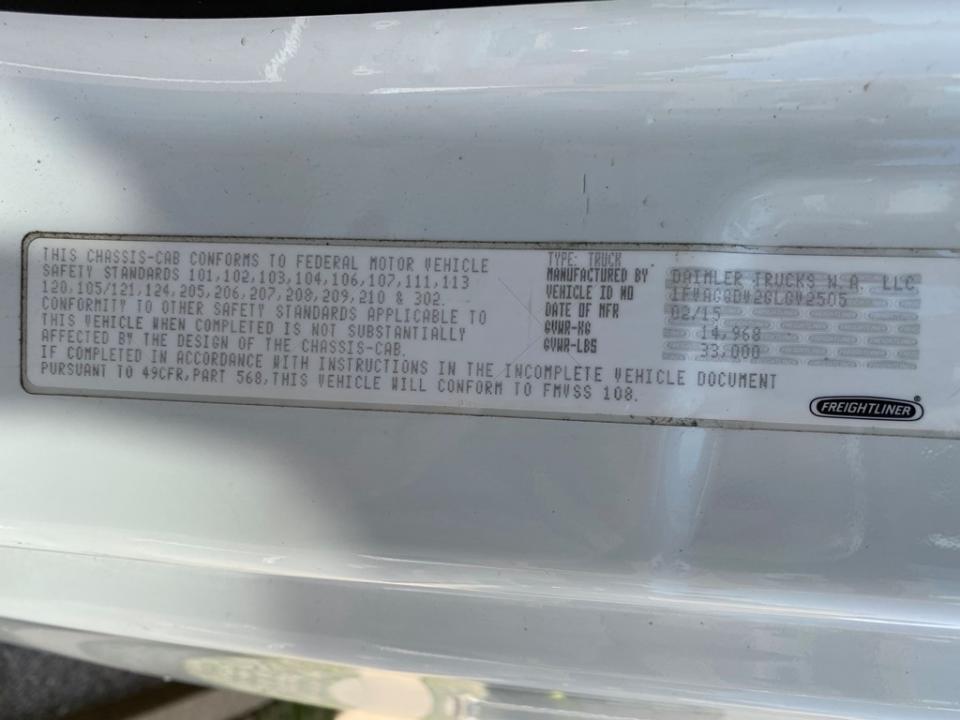 THIS CHASSIS-CAB CONFORMS TO FEDERAL MOTOR VEHICLE
SAFETY STANDARDS 101,102,103,104,106,107,111,113
120,105/121,124,205,206,207,208,209,210 & 302.
CONFORMITY TO OTHER SAFETY STANDARDS APPLICABLE TO
THIS VEHICLE WHEN COMPLETED IS NOT SUBSTANTIALLY
AFFECTED BY THE DESIGN OF THE CHASSIS-CAB.
IF COMPLETED IN ACCORDANCE WITH INSTRUCTIONS IN THE INCOMPLETE VEHICLE DOCUMENT
PURSUANT TO 49CFR,PART 568,THIS VEHICLE WILL CONFORM TO FMVSS 108.
TYPE: TRUCK
MANUFACTURED BY DAIMLER TRUCKS N.A. LLC
VEHICLE ID NO
DATE OF MFR 02/15
GVWR-KG 14,968
GVWR-LBS 33,000
FREIGHTLINER®